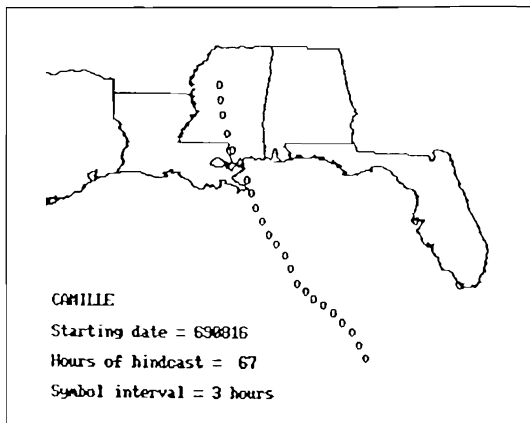 CAMILLE
Starting date = 690816
Hours of hindcast = 67
Symbol interval = 3 hours